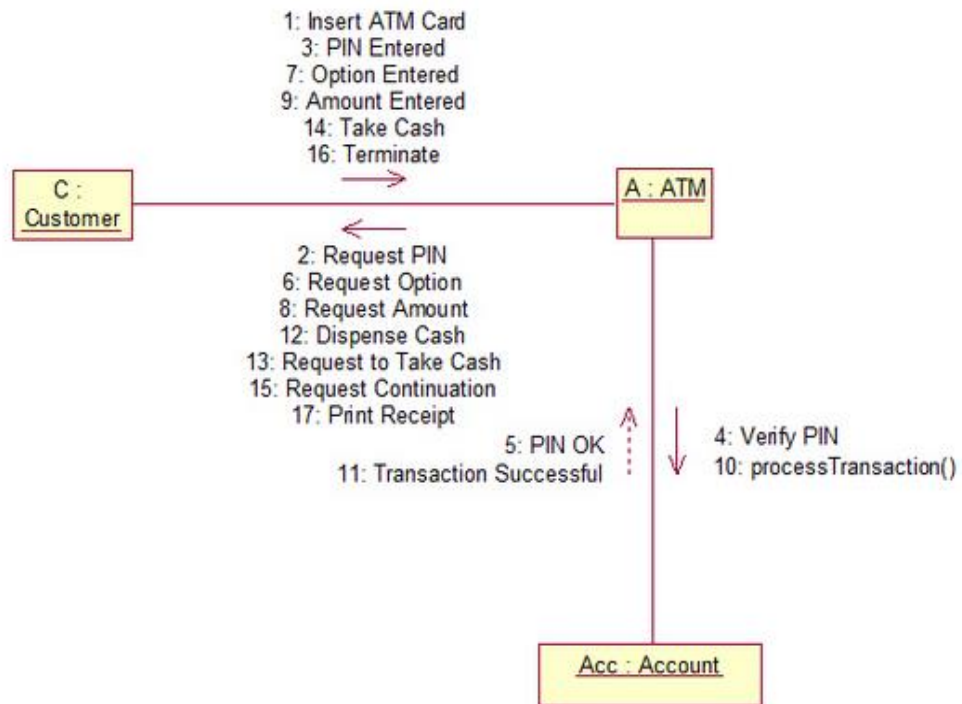 1: Insert ATM Card
3: PIN Entered
7: Option Entered
9: Amount Entered
14: Take Cash
16: Terminate
C :
Customer
A : ATM
2: Request PIN
6: Request Option
8: Request Amount
12: Dispense Cash
13: Request to Take Cash
15: Request Continuation
17: Print Receipt
5: PIN OK
11: Transaction Successful
4: Verify PIN
10: processTransaction()
Acc : Account